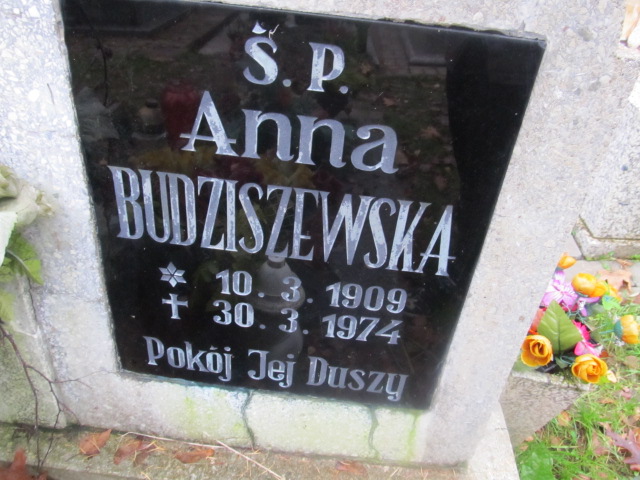 Ś. P.
Anna
BUDZISZEWSKA
* 10. 3. 1909
† 30. 3. 1974
Pokój Jej Duszy